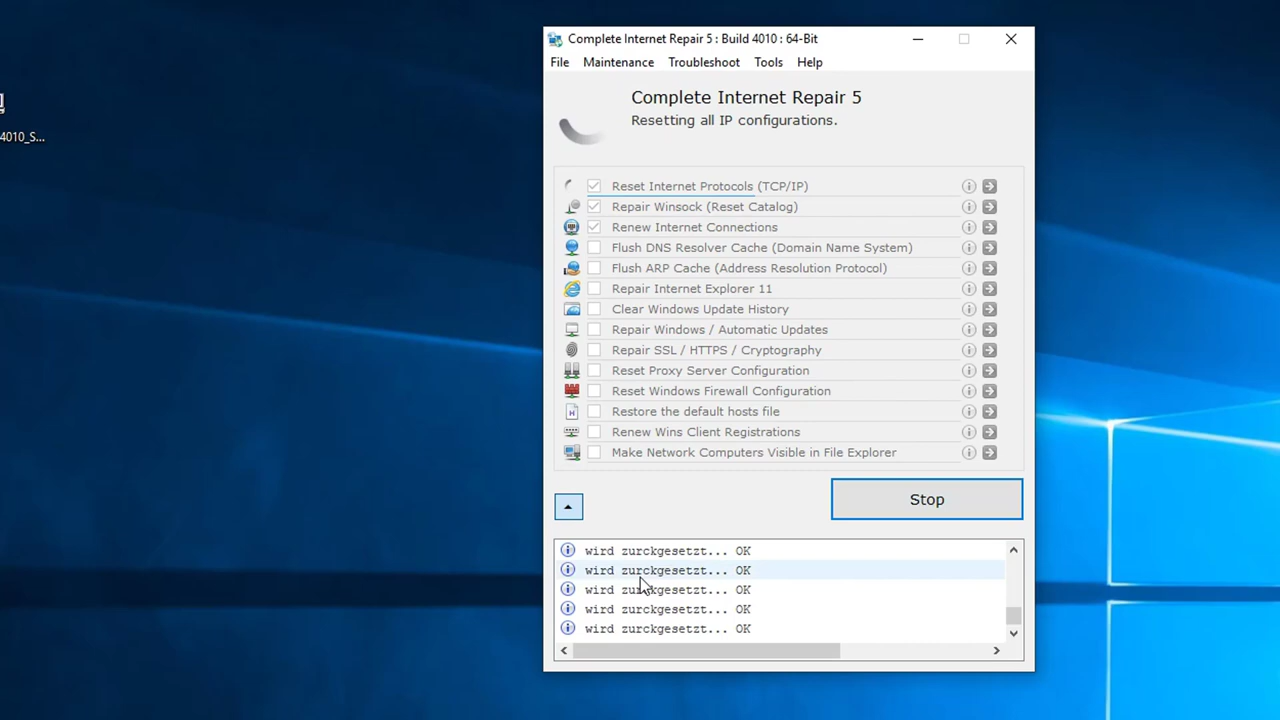 4010_S...
Complete Internet Repair 5 : Build 4010 : 64-Bit
File Maintenance Troubleshoot Tools Help
Complete Internet Repair 5
Resetting all IP configurations.
Reset Internet Protocols (TCP/IP)
Repair Winsock (Reset Catalog)
Renew Internet Connections
Flush DNS Resolver Cache (Domain Name System)
Flush ARP Cache (Address Resolution Protocol)
Repair Internet Explorer 11
Clear Windows Update History
Repair Windows / Automatic Updates
Repair SSL / HTTPS / Cryptography
Reset Proxy Server Configuration
Reset Windows Firewall Configuration
Restore the default hosts file
Renew Wins Client Registrations
Make Network Computers Visible in File Explorer
Stop
wird zurckgesetzt... OK
wird zurckgesetzt... OK
wird zurckgesetzt... OK
wird zurckgesetzt... OK
wird zurckgesetzt... OK